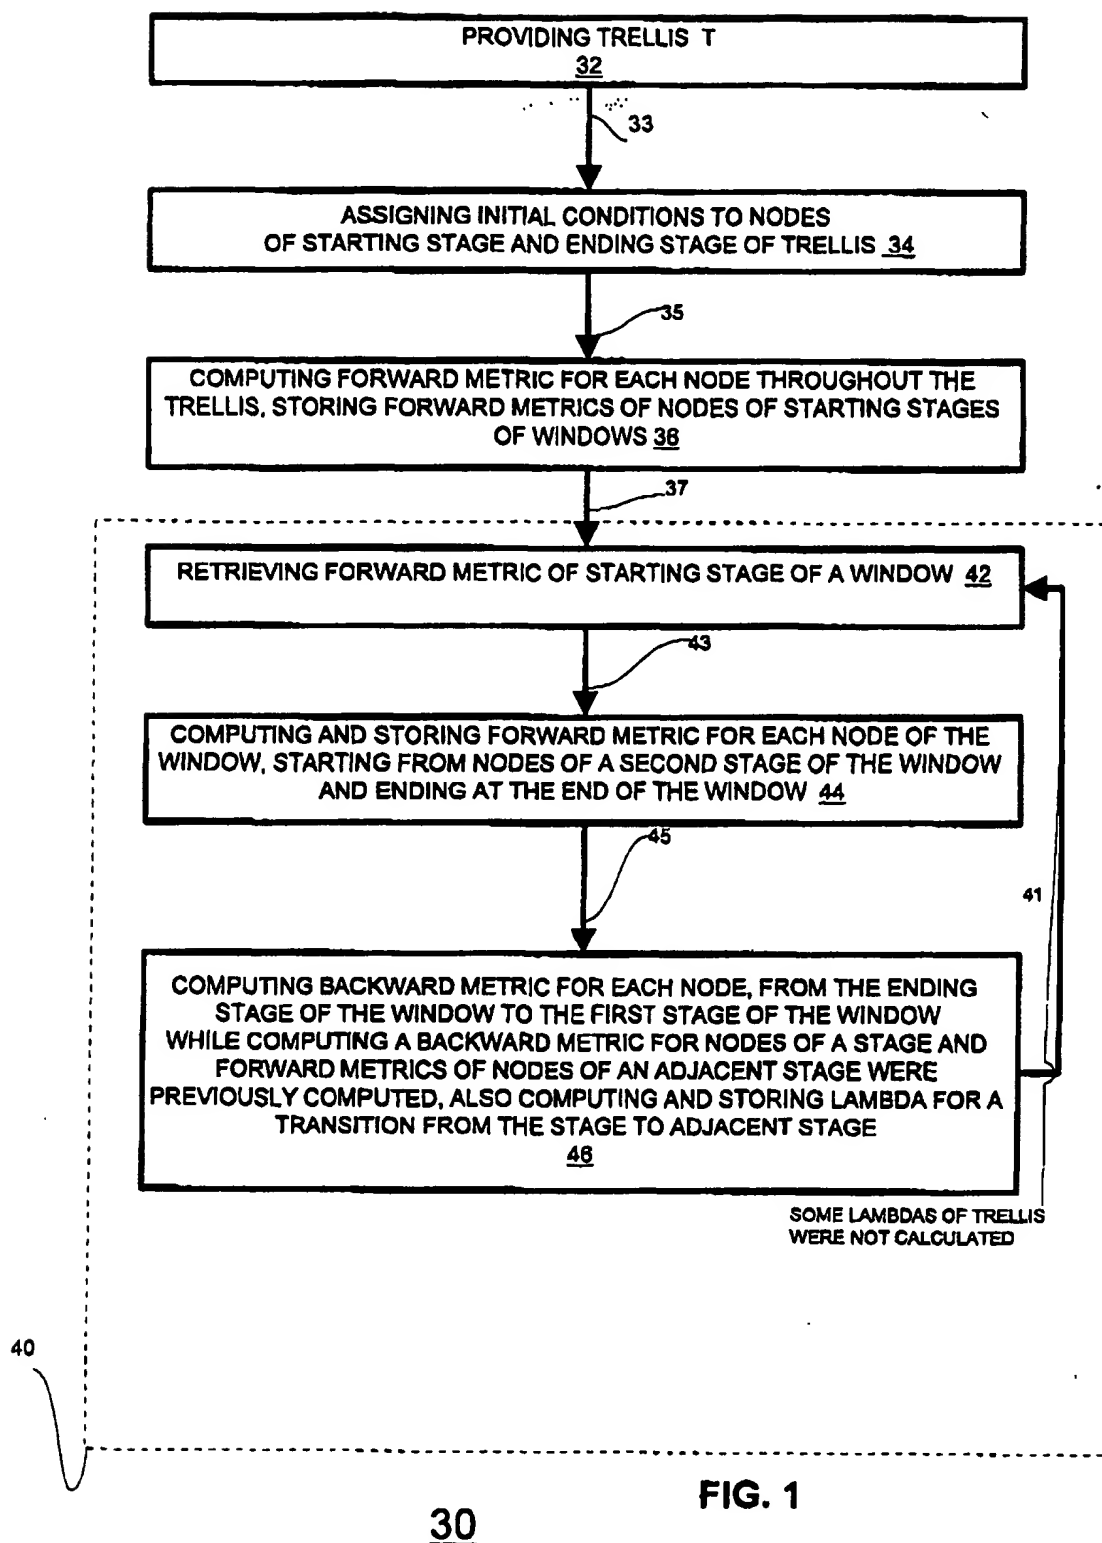 PROVIDING TRELLIS T
32
33
ASSIGNING INITIAL CONDITIONS TO NODES
OF STARTING STAGE AND ENDING STAGE OF TRELLIS 34
35
COMPUTING FORWARD METRIC FOR EACH NODE THROUGHOUT THE
TRELLIS, STORING FORWARD METRICS OF NODES OF STARTING STAGES
OF WINDOWS 36
37
RETRIEVING FORWARD METRIC OF STARTING STAGE OF A WINDOW 42
43
COMPUTING AND STORING FORWARD METRIC FOR EACH NODE OF THE
WINDOW, STARTING FROM NODES OF A SECOND STAGE OF THE WINDOW
AND ENDING AT THE END OF THE WINDOW 44
45
41
COMPUTING BACKWARD METRIC FOR EACH NODE, FROM THE ENDING
STAGE OF THE WINDOW TO THE FIRST STAGE OF THE WINDOW
WHILE COMPUTING A BACKWARD METRIC FOR NODES OF A STAGE AND
FORWARD METRICS OF NODES OF AN ADJACENT STAGE WERE
PREVIOUSLY COMPUTED, ALSO COMPUTING AND STORING LAMBDA FOR A
TRANSITION FROM THE STAGE TO ADJACENT STAGE
46
SOME LAMBDAS OF TRELLIS
WERE NOT CALCULATED
40
FIG. 1
30